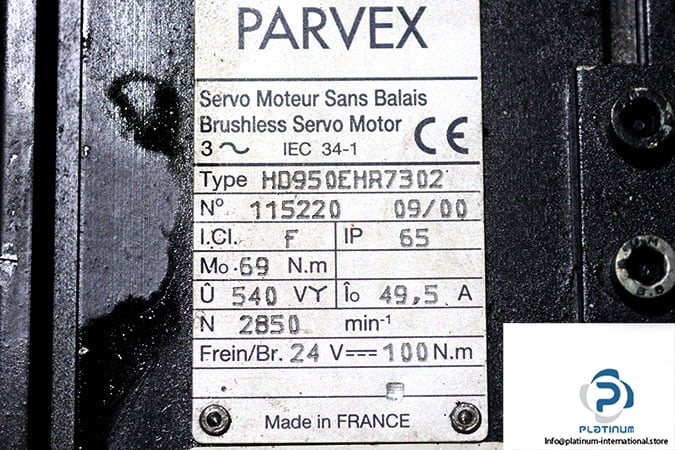 PARVEX
Servo Moteur Sans Balais
Brushless Servo Motor CE
3 ~ IEC 34-1
Type HD950EHR7302
N° 115220 09/00
I.Cl. F IP 65
Mo 69 N.m
Û 540 VY Îo 49,5 A
N 2850 min-1
Frein/Br. 24 V⎓ 100 N.m
Made in FRANCE
PLATINUM
Info@platinum-international.store